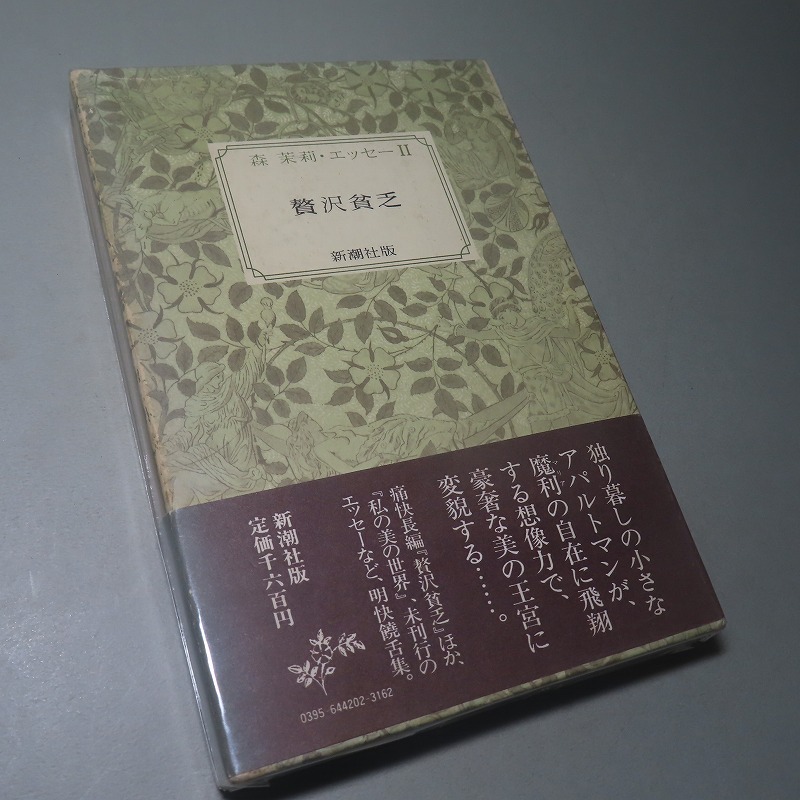 森 茉莉・エッセーII
贅沢貧乏
新潮社版
独り暮しの小さな
アパルトマンが、
魔利の自在に飛翔
する想像力で、
豪奢な美の王宮に
変貌する……。
痛快長編『贅沢貧乏』ほか、
『私の美の世界』、未刊行の
エッセーなど、明快饒舌集。
新潮社版
定価千六百円
0395-644202-3162